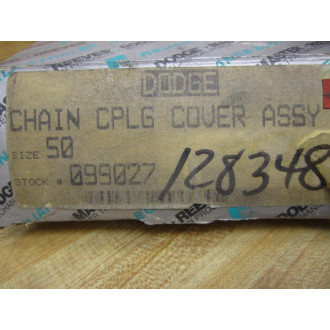 DODGE
CHAIN CPLG COVER ASSY
SIZE 50
STOCK # 099027
128348